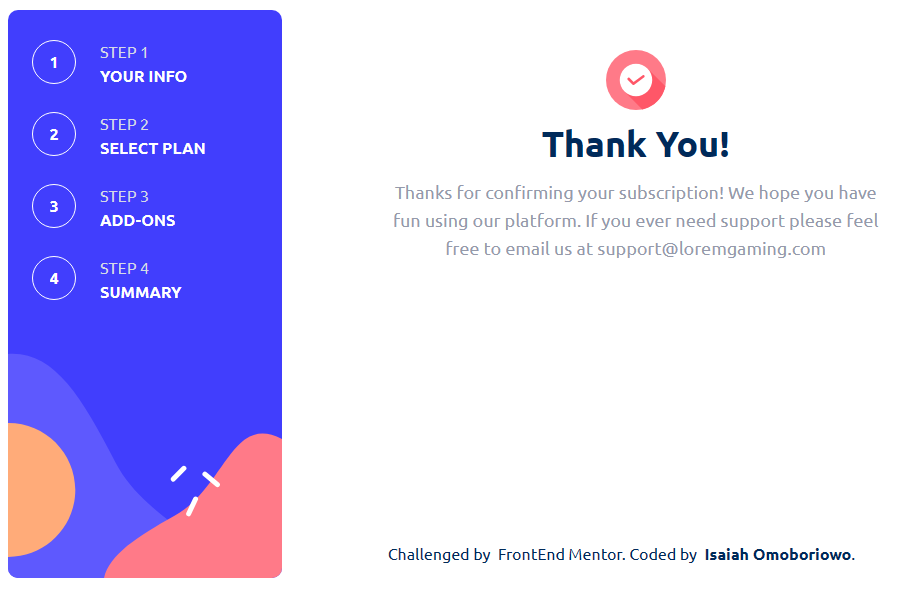 1
STEP 1
YOUR INFO
2
STEP 2
SELECT PLAN
3
STEP 3
ADD-ONS
4
STEP 4
SUMMARY
Thank You!
Thanks for confirming your subscription! We hope you have
fun using our platform. If you ever need support please feel
free to email us at support@loremgaming.com
Challenged by FrontEnd Mentor. Coded by Isaiah Omoboriowo.